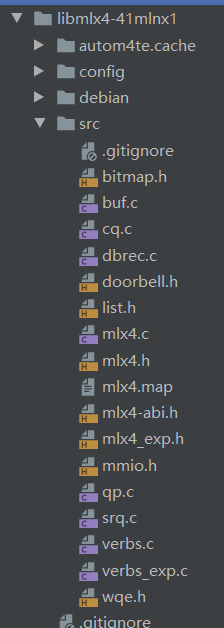 libmlx4-41mlnx1
autom4te.cache
config
debian
src
.gitignore
bitmap.h
buf.c
cq.c
dbrec.c
doorbell.h
list.h
mlx4.c
mlx4.h
mlx4.map
mlx4-abi.h
mlx4_exp.h
mmio.h
qp.c
srq.c
verbs.c
verbs_exp.c
wqe.h
.gitignore